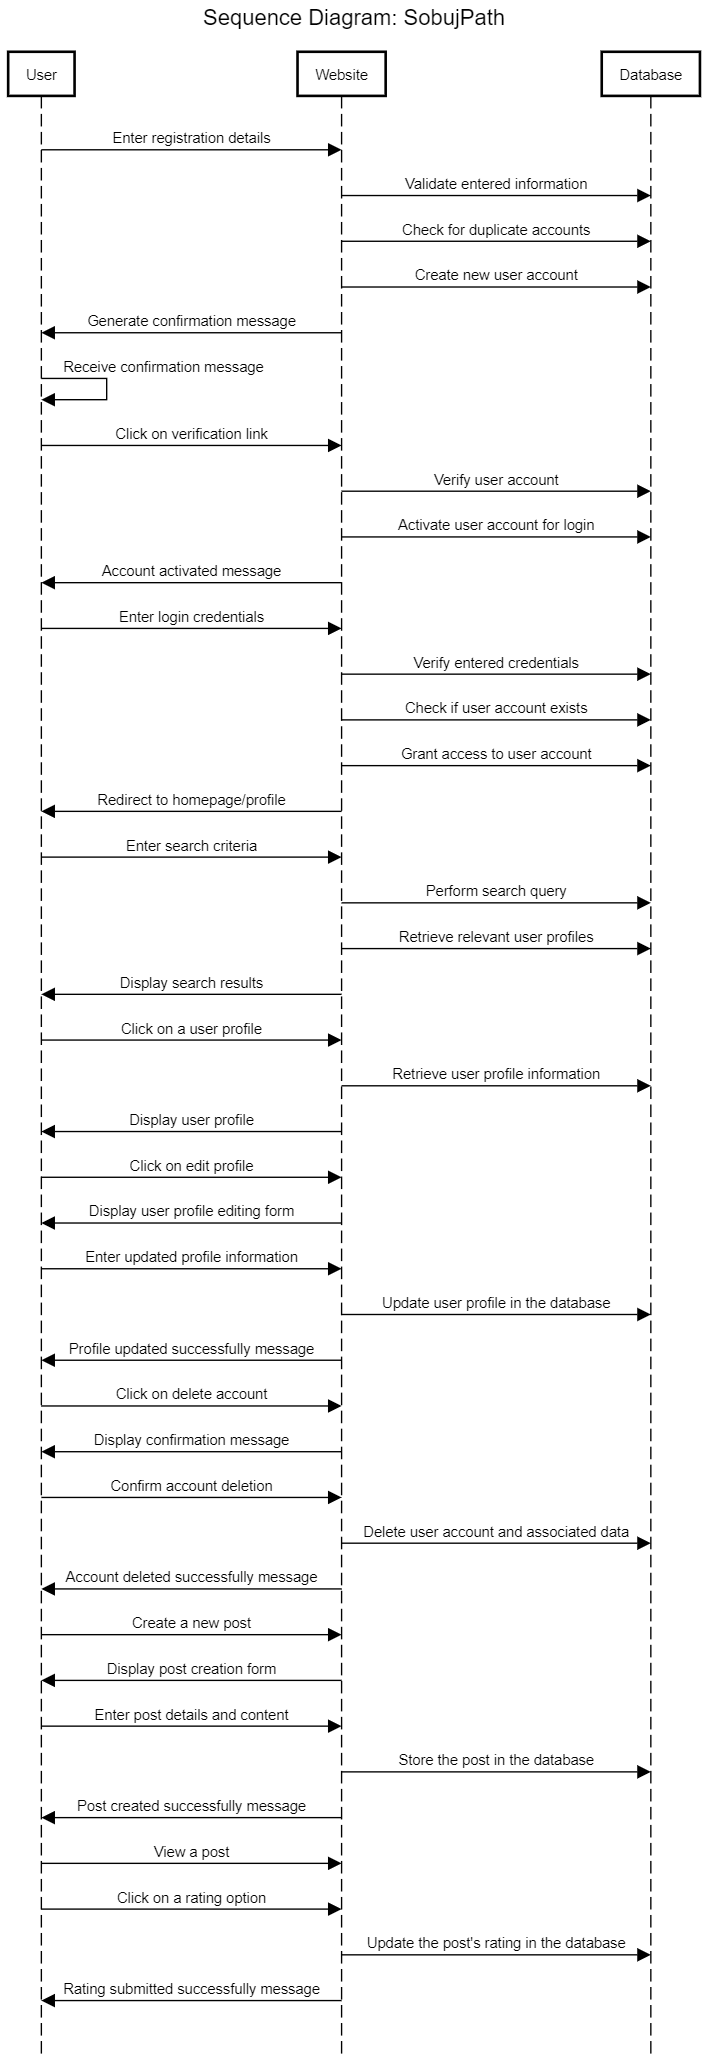 Sequence Diagram: SobujPath
User
Website
Database
Enter registration details
Validate entered information
Check for duplicate accounts
Create new user account
Generate confirmation message
Receive confirmation message
Click on verification link
Verify user account
Activate user account for login
Account activated message
Enter login credentials
Verify entered credentials
Check if user account exists
Grant access to user account
Redirect to homepage/profile
Enter search criteria
Perform search query
Retrieve relevant user profiles
Display search results
Click on a user profile
Retrieve user profile information
Display user profile
Click on edit profile
Display user profile editing form
Enter updated profile information
Update user profile in the database
Profile updated successfully message
Click on delete account
Display confirmation message
Confirm account deletion
Delete user account and associated data
Account deleted successfully message
Create a new post
Display post creation form
Enter post details and content
Store the post in the database
Post created successfully message
View a post
Click on a rating option
Update the post's rating in the database
Rating submitted successfully message